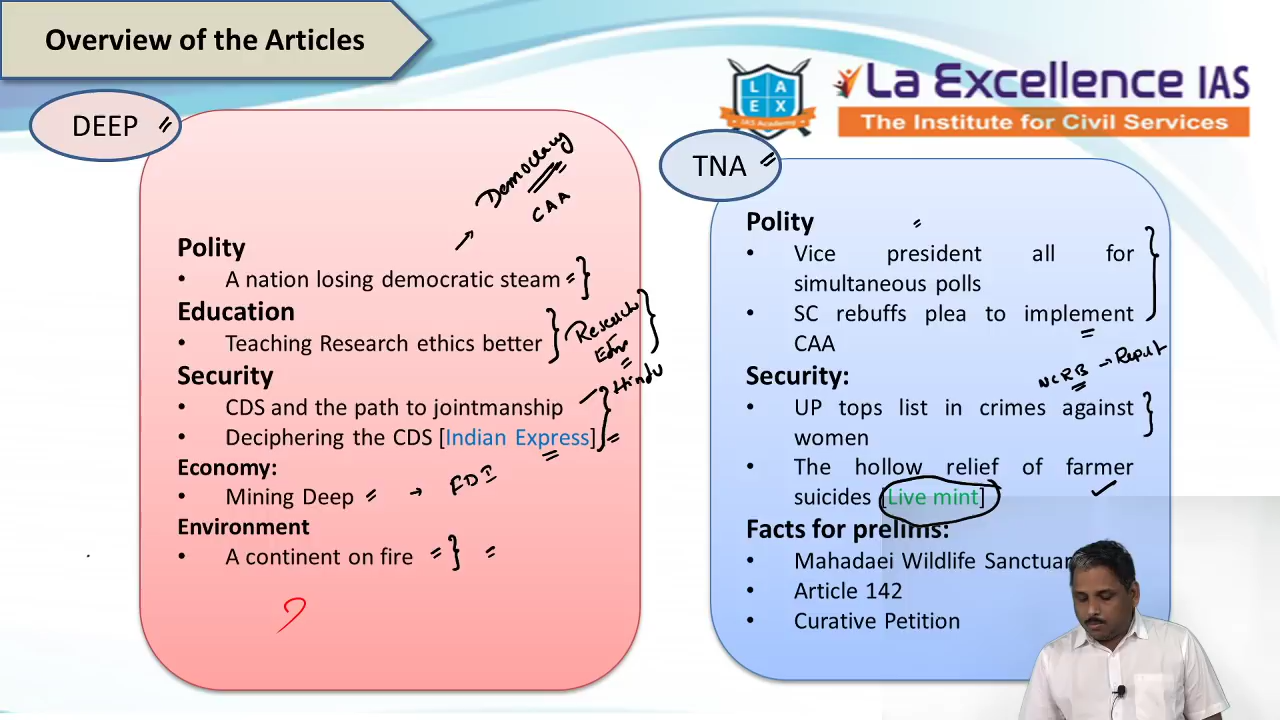 Overview of the Articles
L A
E X
IAS Academy
La Excellence IAS
The Institute for Civil Services
DEEP
Democracy
CAA
Polity
• A nation losing democratic steam
Education
• Teaching Research ethics better
Research
Edn
Security
Hindu
• CDS and the path to jointmanship
• Deciphering the CDS [Indian Express]
Economy:
• Mining Deep
FDI
Environment
• A continent on fire
TNA
Polity
• Vice president all for
simultaneous polls
• SC rebuffs plea to implement
CAA
NCRB → Report
Security:
• UP tops list in crimes against
women
• The hollow relief of farmer
suicides [Live mint]
Facts for prelims:
• Mahadaei Wildlife Sanctuar
• Article 142
• Curative Petition